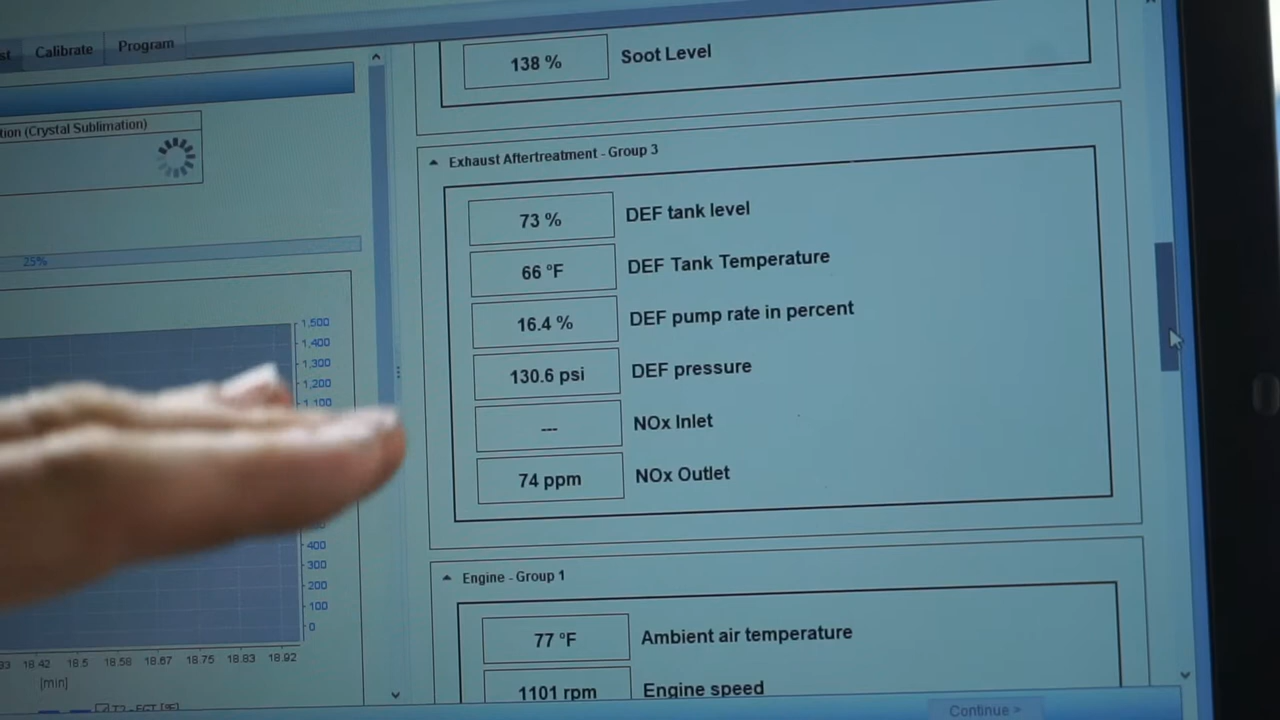 st Calibrate Program
tion (Crystal Sublimation)
25%
1,500
1,400
1,300
1,200
1,100
400
300
200
100
0
18.42 18.5 18.58 18.67 18.75 18.83 18.92
[min]
138 % Soot Level
Exhaust Aftertreatment - Group 3
73 % DEF tank level
66 °F DEF Tank Temperature
16.4 % DEF pump rate in percent
130.6 psi DEF pressure
--- NOx Inlet
74 ppm NOx Outlet
Engine - Group 1
77 °F Ambient air temperature
1101 rpm Engine speed
Continue >